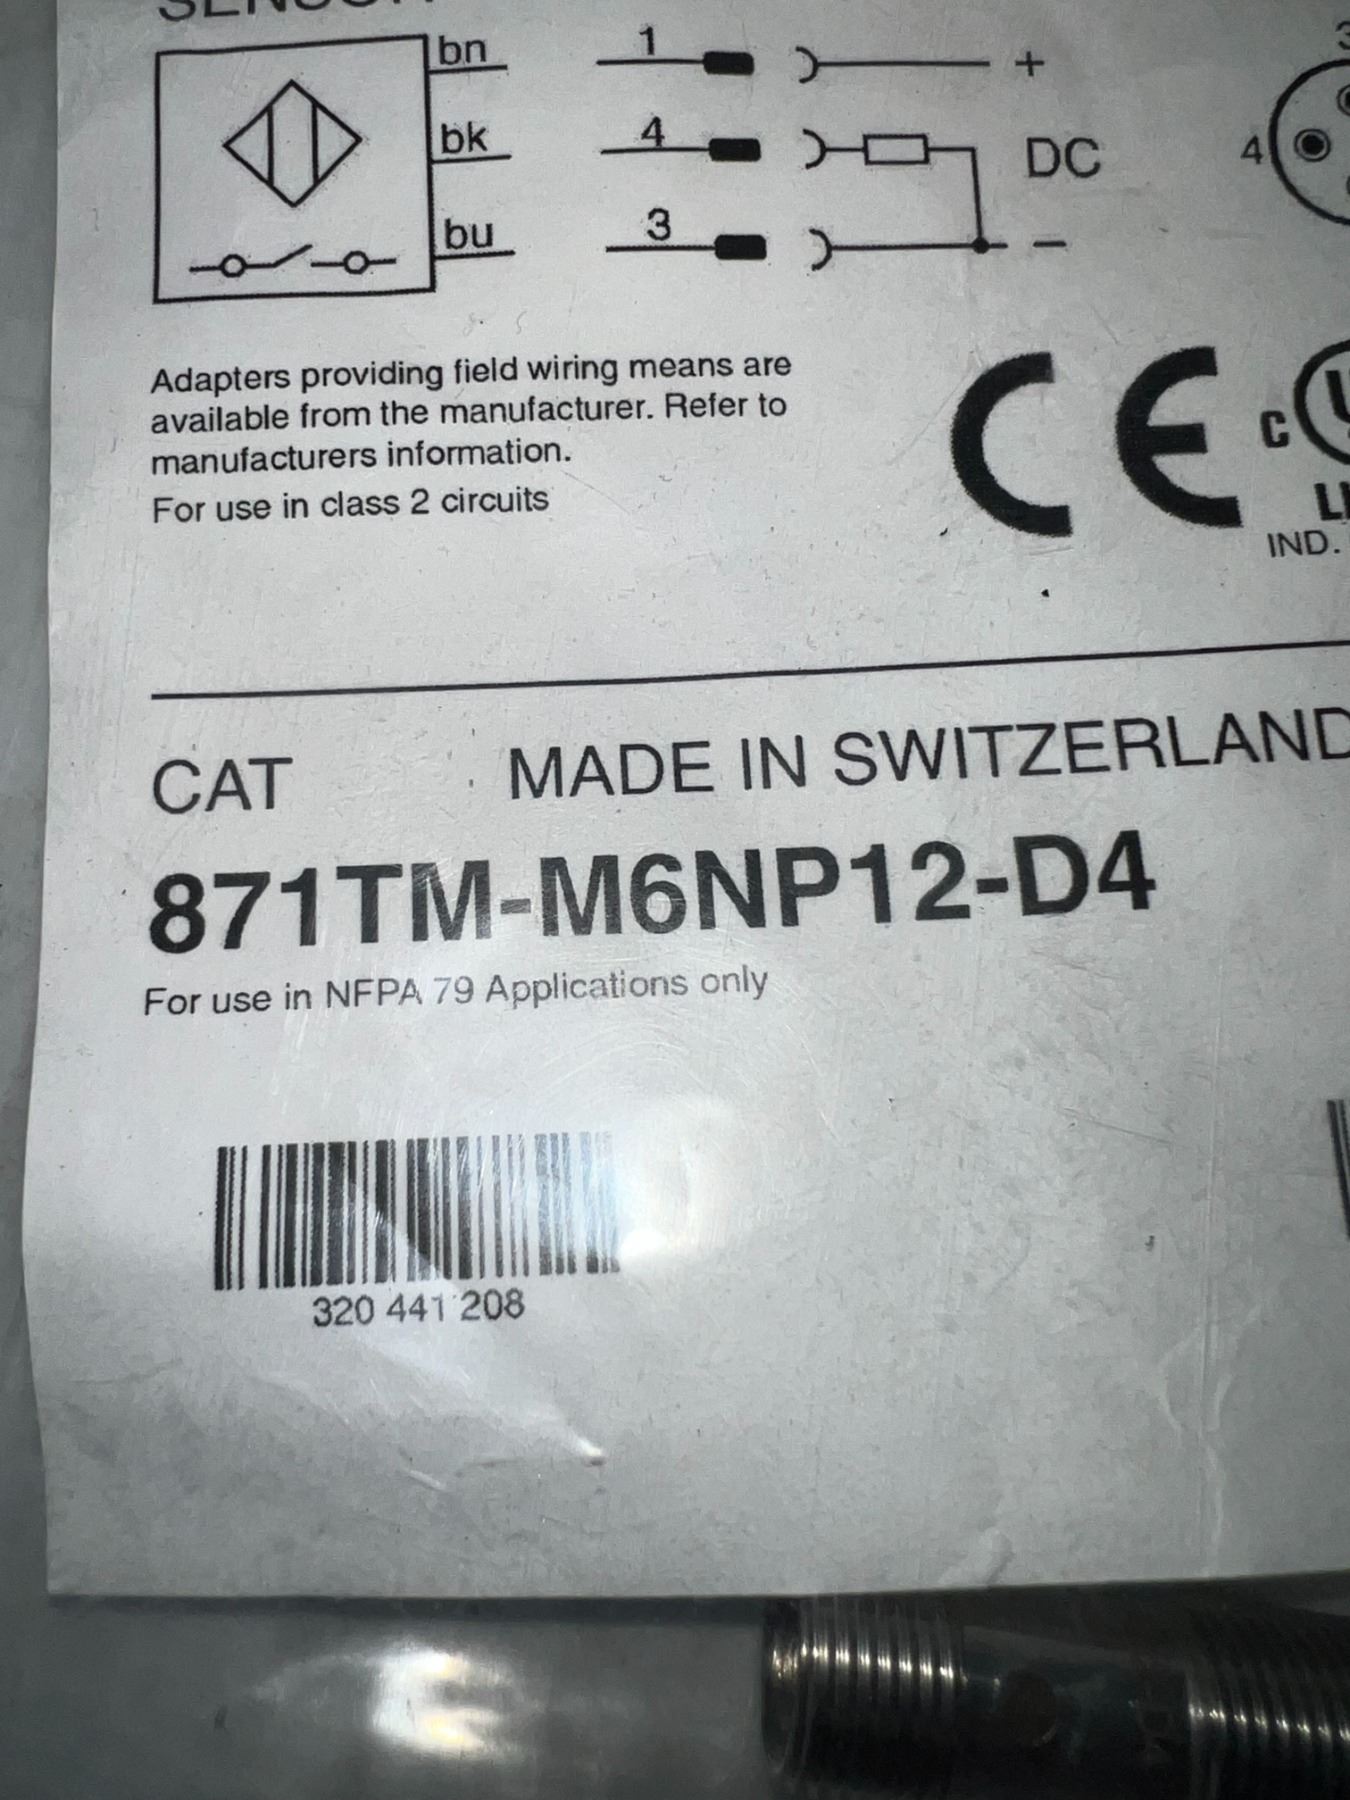 SENSOR
bn 1 +
bk 4 DC 4
bu 3 −
Adapters providing field wiring means are
available from the manufacturer. Refer to
manufacturers information.
For use in class 2 circuits
CE C
IND.
CAT MADE IN SWITZERLAND
871TM-M6NP12-D4
For use in NFPA 79 Applications only
320 441 208